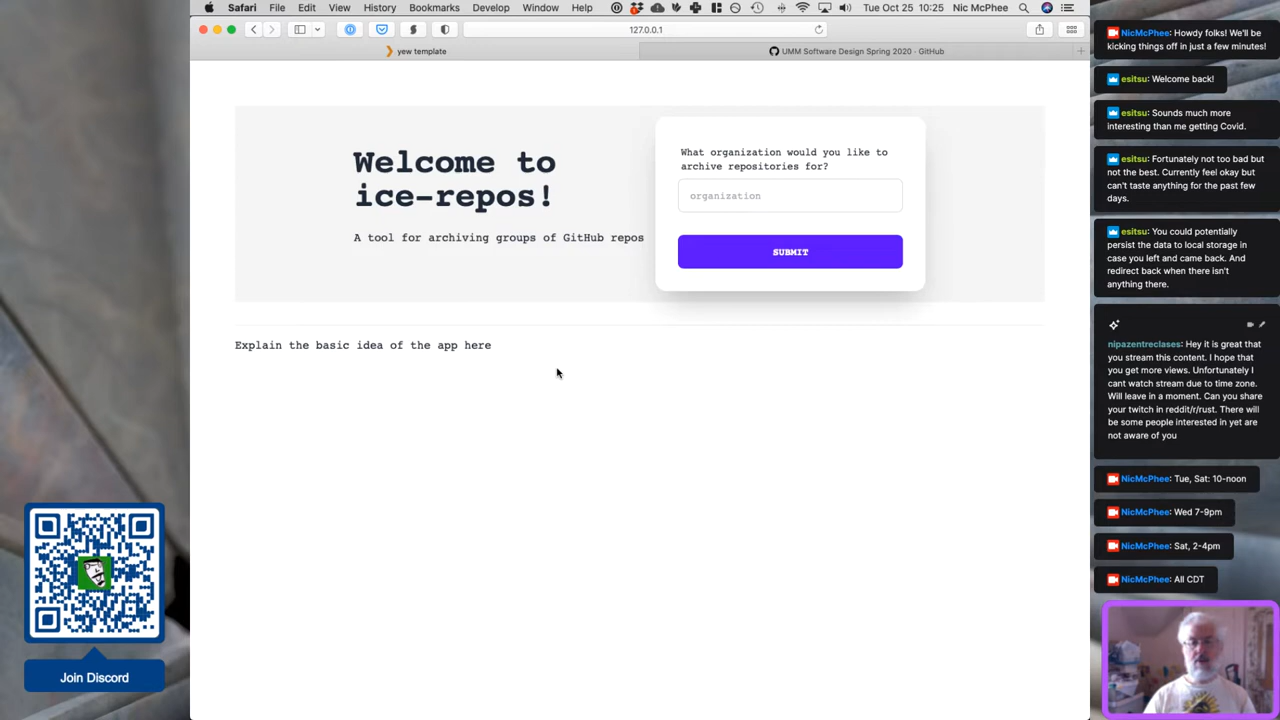 Safari File Edit View History Bookmarks Develop Window Help Tue Oct 25 10:25 Nic McPhee
127.0.0.1
yew template
UMM Software Design Spring 2020 · GitHub
Welcome to
ice-repos!
A tool for archiving groups of GitHub repos
What organization would you like to
archive repositories for?
organization
SUBMIT
Explain the basic idea of the app here
Join Discord
NicMcPhee: Howdy folks! We'll be
kicking things off in just a few minutes!
esitsu: Welcome back!
esitsu: Sounds much more
interesting than me getting Covid.
esitsu: Fortunately not too bad but
not the best. Currently feel okay but
can't taste anything for the past few
days.
esitsu: You could potentially
persist the data to local storage in
case you left and came back. And
redirect back when there isn't
anything there.
nipazentreclases: Hey it is great that
you stream this content. I hope that
you get more views. Unfortunately I
cant watch stream due to time zone.
Will leave in a moment. Can you share
your twitch in reddit/r/rust. There will
be some people interested in yet are
not aware of you
NicMcPhee: Tue, Sat: 10-noon
NicMcPhee: Wed 7-9pm
NicMcPhee: Sat, 2-4pm
NicMcPhee: All CDT